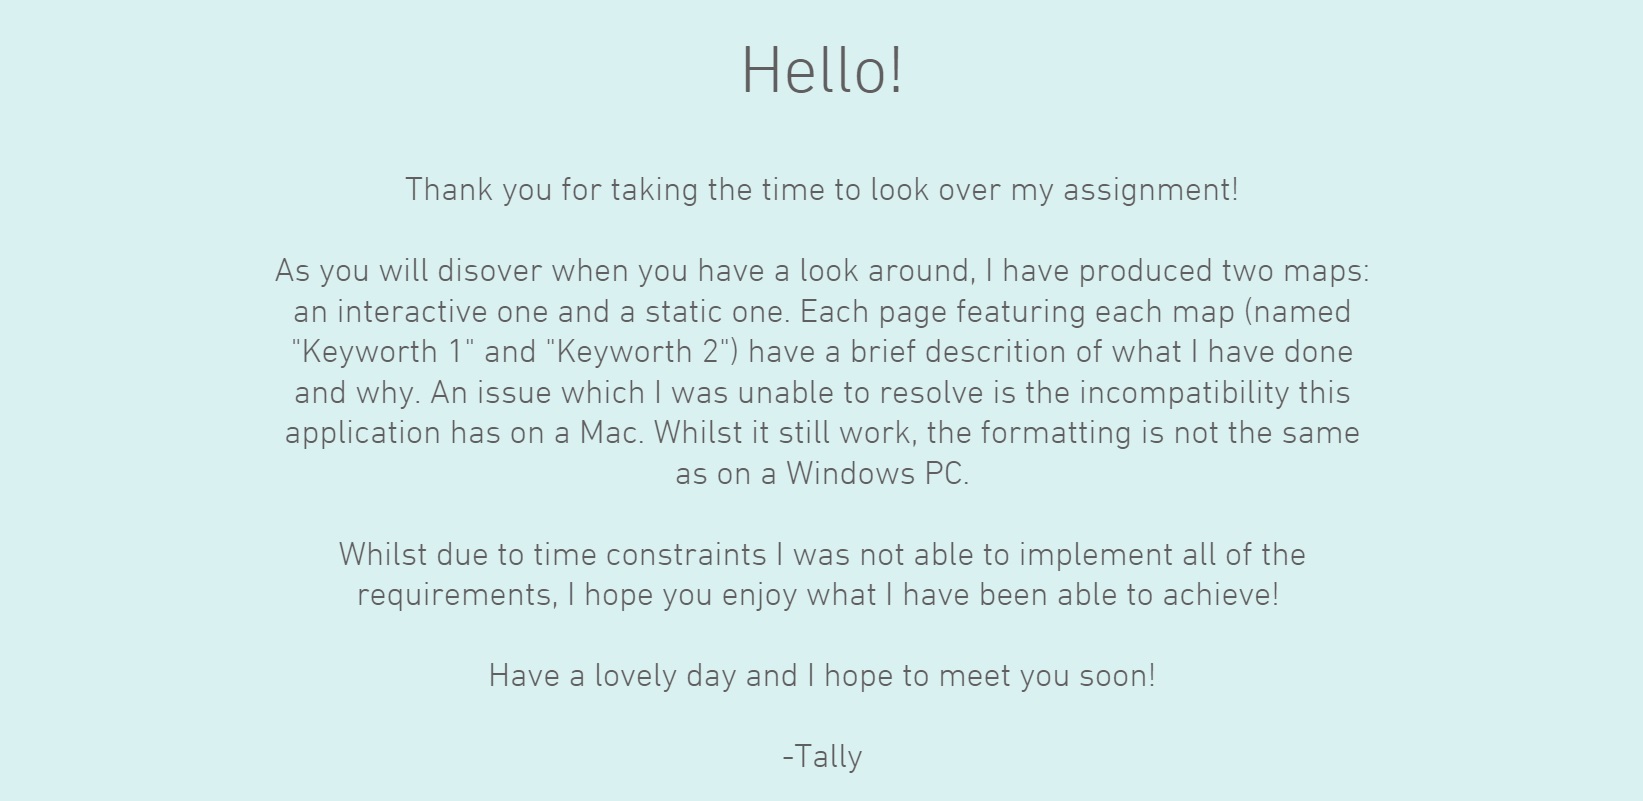 Hello!
Thank you for taking the time to look over my assignment!
As you will disover when you have a look around, I have produced two maps:
an interactive one and a static one. Each page featuring each map (named
"Keyworth 1" and "Keyworth 2") have a brief descrition of what I have done
and why. An issue which I was unable to resolve is the incompatibility this
application has on a Mac. Whilst it still work, the formatting is not the same
as on a Windows PC.
Whilst due to time constraints I was not able to implement all of the
requirements, I hope you enjoy what I have been able to achieve!
Have a lovely day and I hope to meet you soon!
-Tally